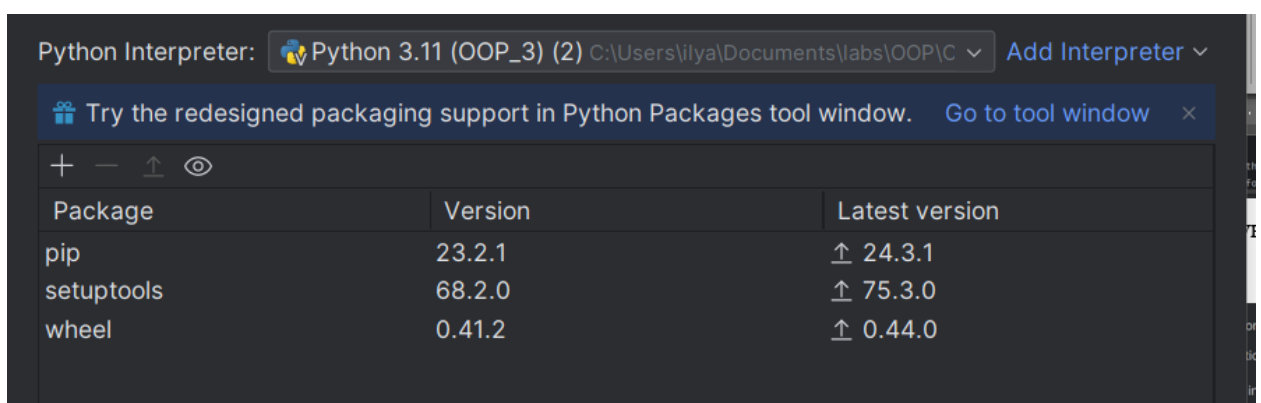 Python Interpreter: Python 3.11 (OOP_3) (2) C:\Users\ilya\Documents\labs\OOP\C Add Interpreter
Try the redesigned packaging support in Python Packages tool window. Go to tool window
Package Version Latest version
pip 23.2.1 24.3.1
setuptools 68.2.0 75.3.0
wheel 0.41.2 0.44.0